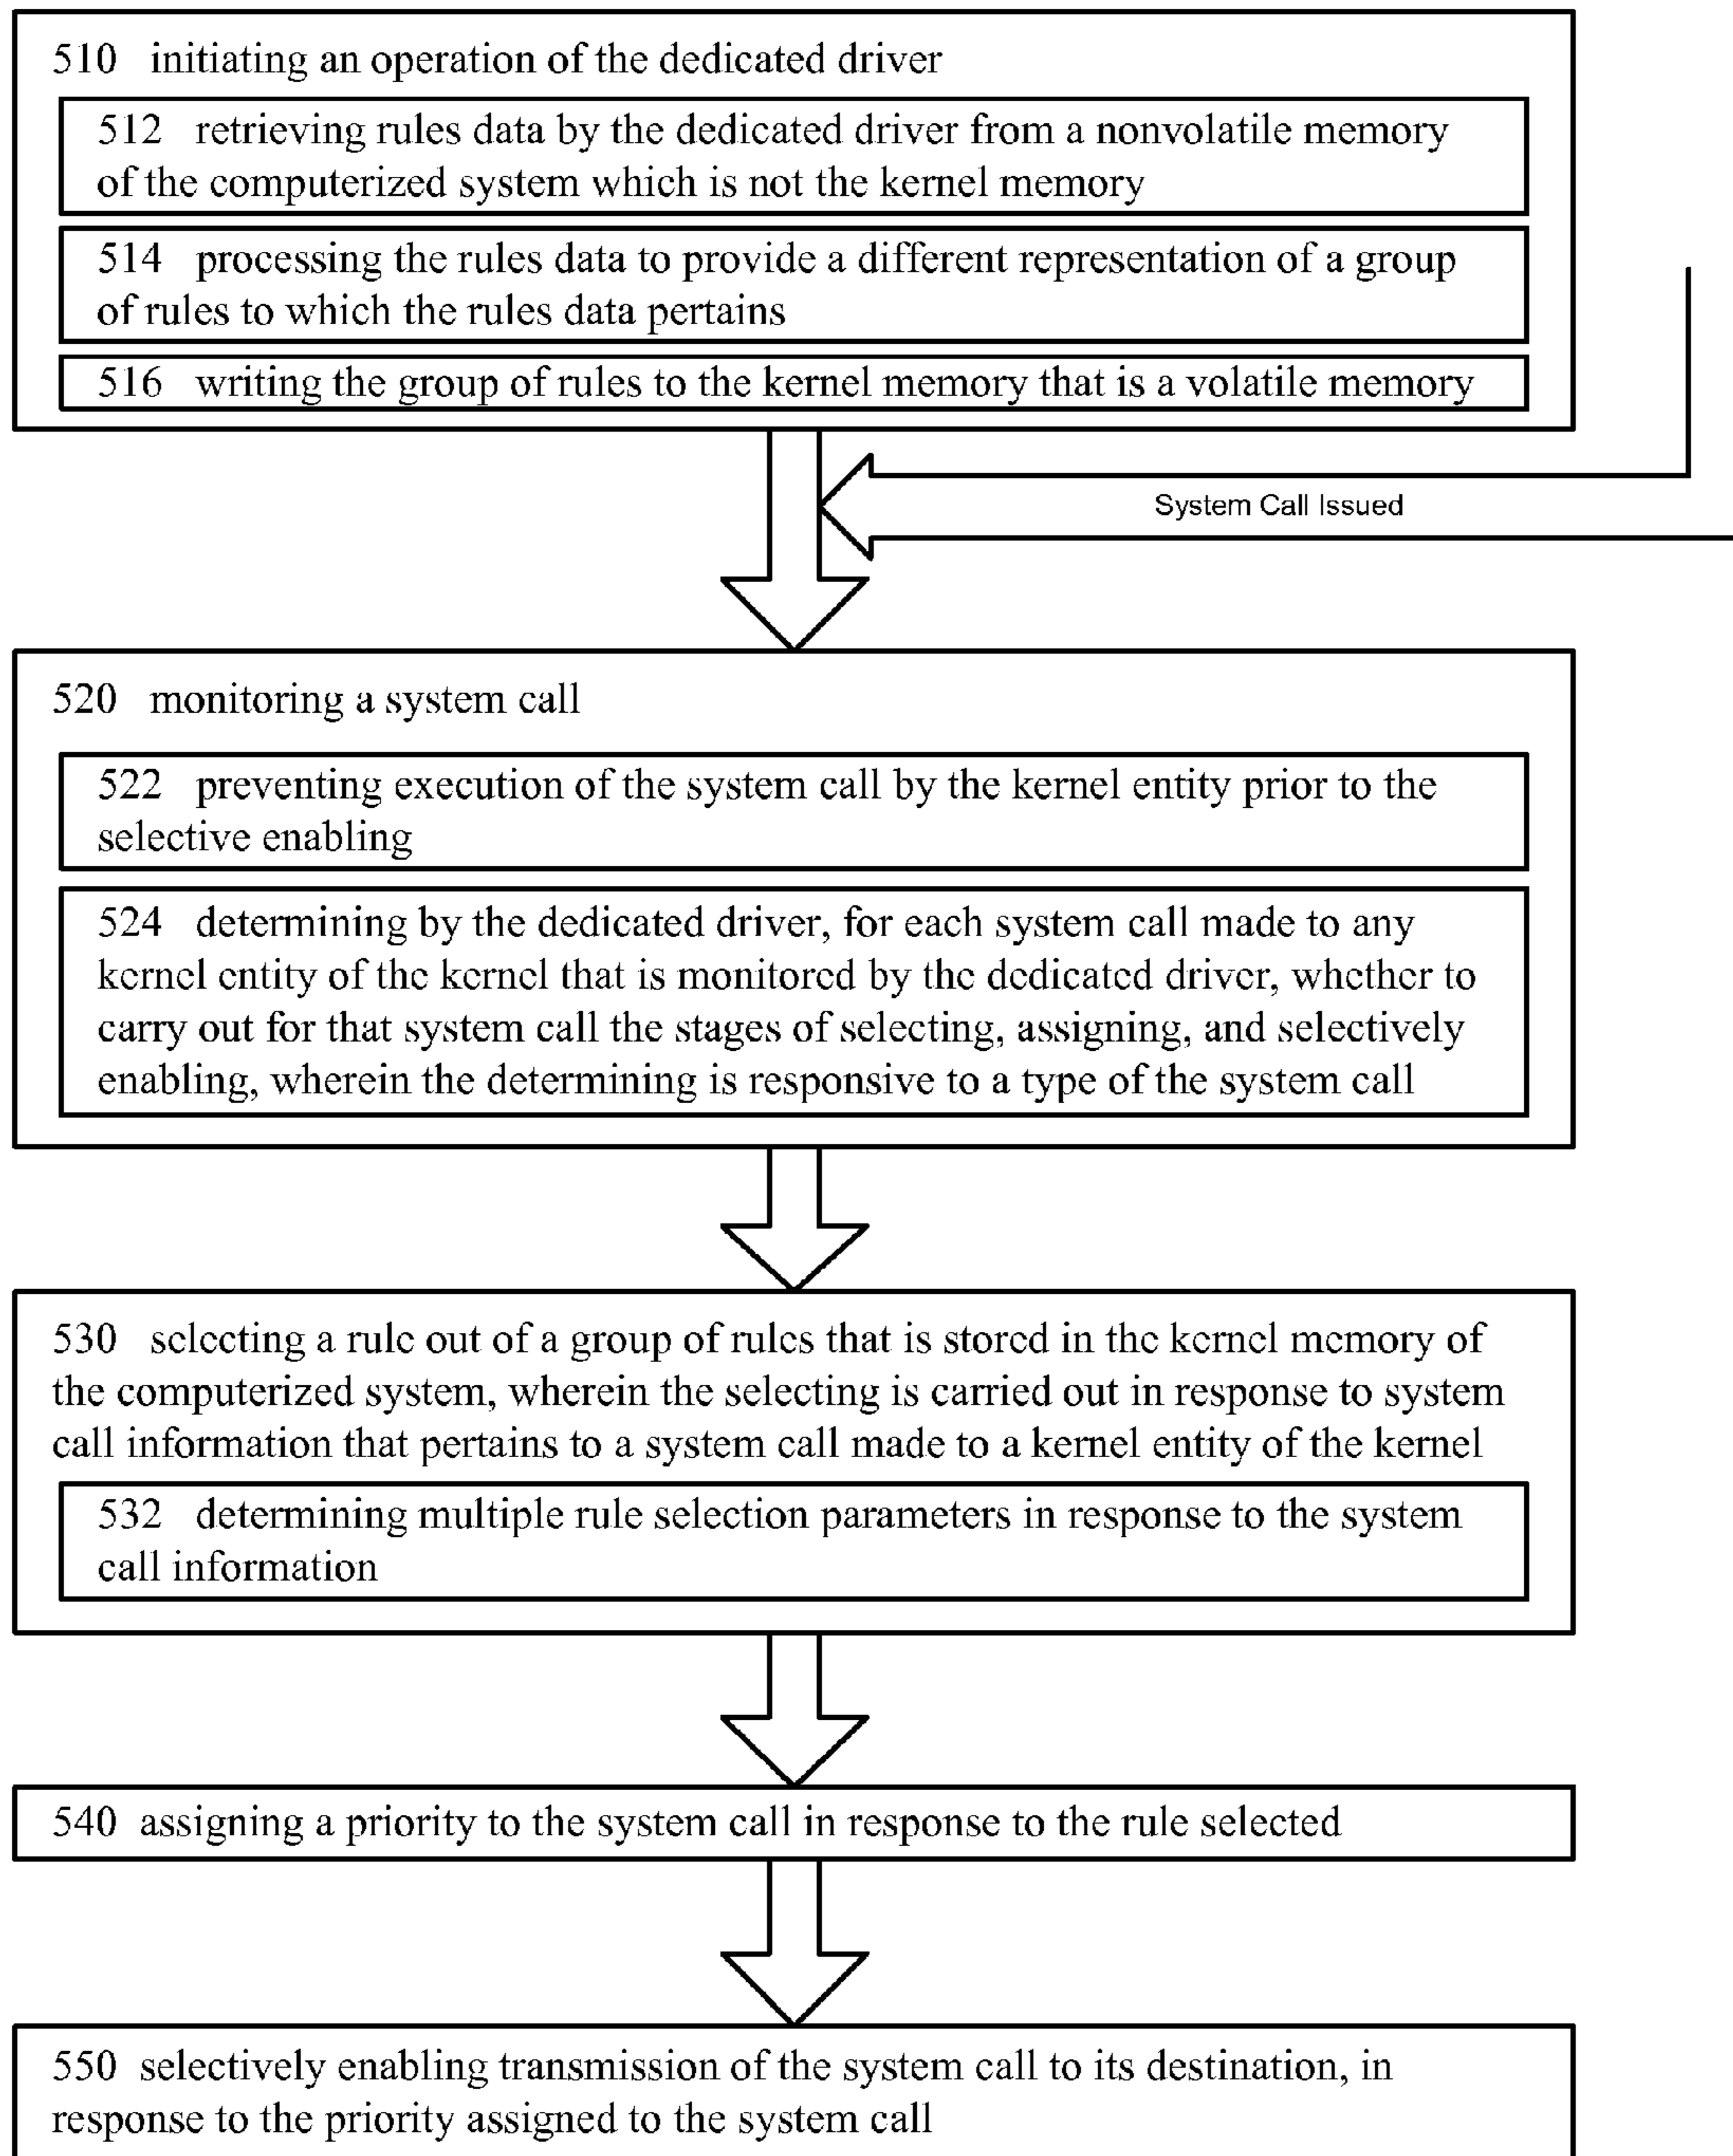 510 initiating an operation of the dedicated driver
512 retrieving rules data by the dedicated driver from a nonvolatile memory
of the computerized system which is not the kernel memory
514 processing the rules data to provide a different representation of a group
of rules to which the rules data pertains
516 writing the group of rules to the kernel memory that is a volatile memory
System Call Issued
520 monitoring a system call
522 preventing execution of the system call by the kernel entity prior to the
selective enabling
524 determining by the dedicated driver, for each system call made to any
kernel entity of the kernel that is monitored by the dedicated driver, whether to
carry out for that system call the stages of selecting, assigning, and selectively
enabling, wherein the determining is responsive to a type of the system call
530 selecting a rule out of a group of rules that is stored in the kernel memory of
the computerized system, wherein the selecting is carried out in response to system
call information that pertains to a system call made to a kernel entity of the kernel
532 determining multiple rule selection parameters in response to the system
call information
540 assigning a priority to the system call in response to the rule selected
550 selectively enabling transmission of the system call to its destination, in
response to the priority assigned to the system call